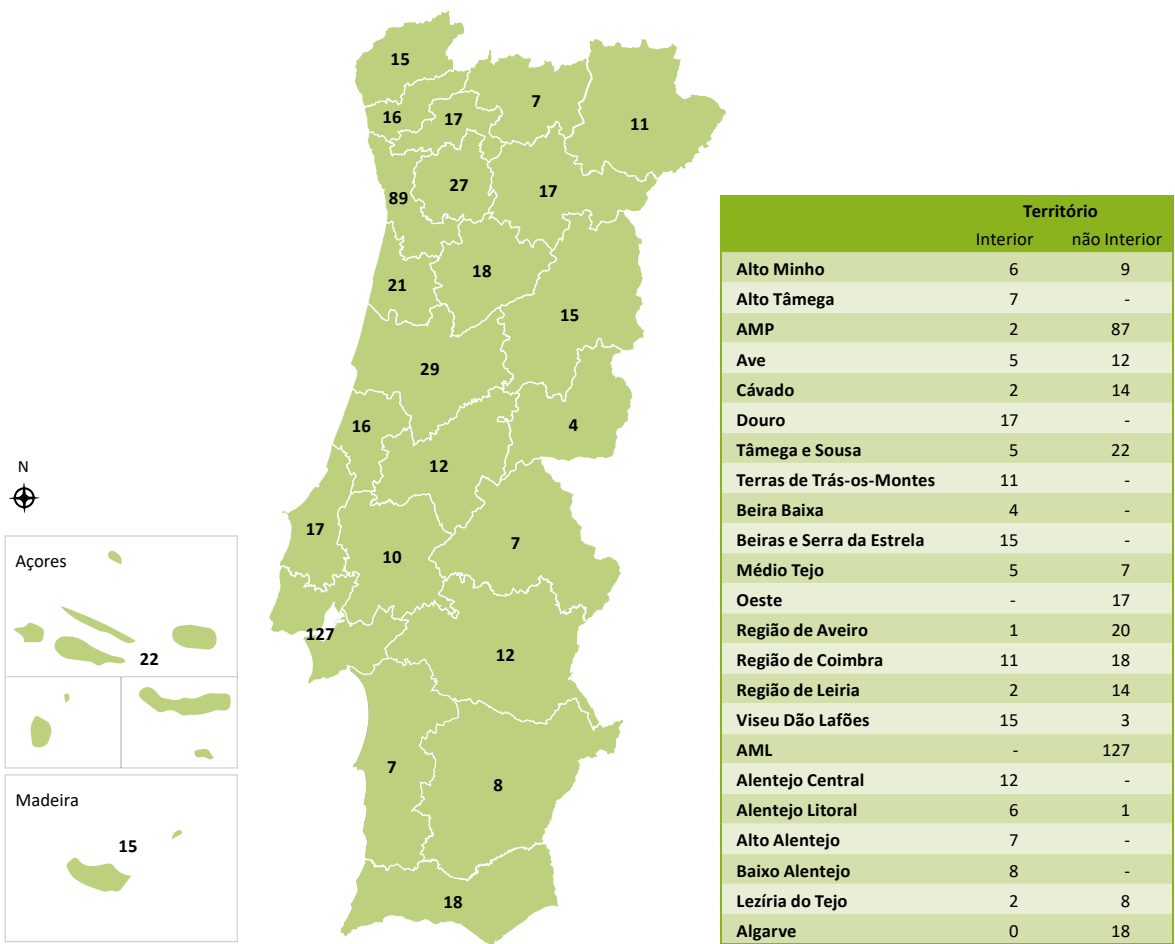 15
7
16
17
11
27
17
89
18
21
15
29
4
16
12
N
17
7
10
Açores
127
12
22
7
8
Madeira
15
18
Território
Interior não Interior
Alto Minho 6 9
Alto Tâmega 7 -
AMP 2 87
Ave 5 12
Cávado 2 14
Douro 17 -
Tâmega e Sousa 5 22
Terras de Trás-os-Montes 11 -
Beira Baixa 4 -
Beiras e Serra da Estrela 15 -
Médio Tejo 5 7
Oeste - 17
Região de Aveiro 1 20
Região de Coimbra 11 18
Região de Leiria 2 14
Viseu Dão Lafões 15 3
AML - 127
Alentejo Central 12 -
Alentejo Litoral 6 1
Alto Alentejo 7 -
Baixo Alentejo 8 -
Lezíria do Tejo 2 8
Algarve 0 18